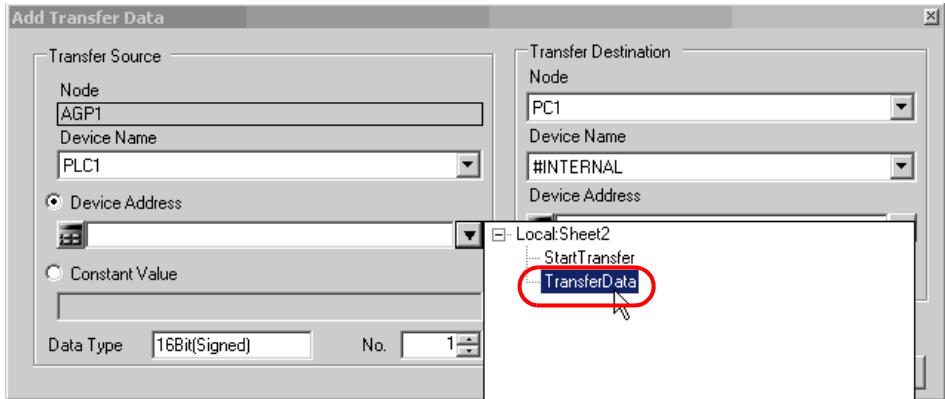 Add Transfer Data
Transfer Source
Node
AGP1
Device Name
PLC1
Device Address
Constant Value
Data Type 16Bit(Signed) No. 1
Transfer Destination
Node
PC1
Device Name
#INTERNAL
Device Address
Local:Sheet2
StartTransfer
TransferData